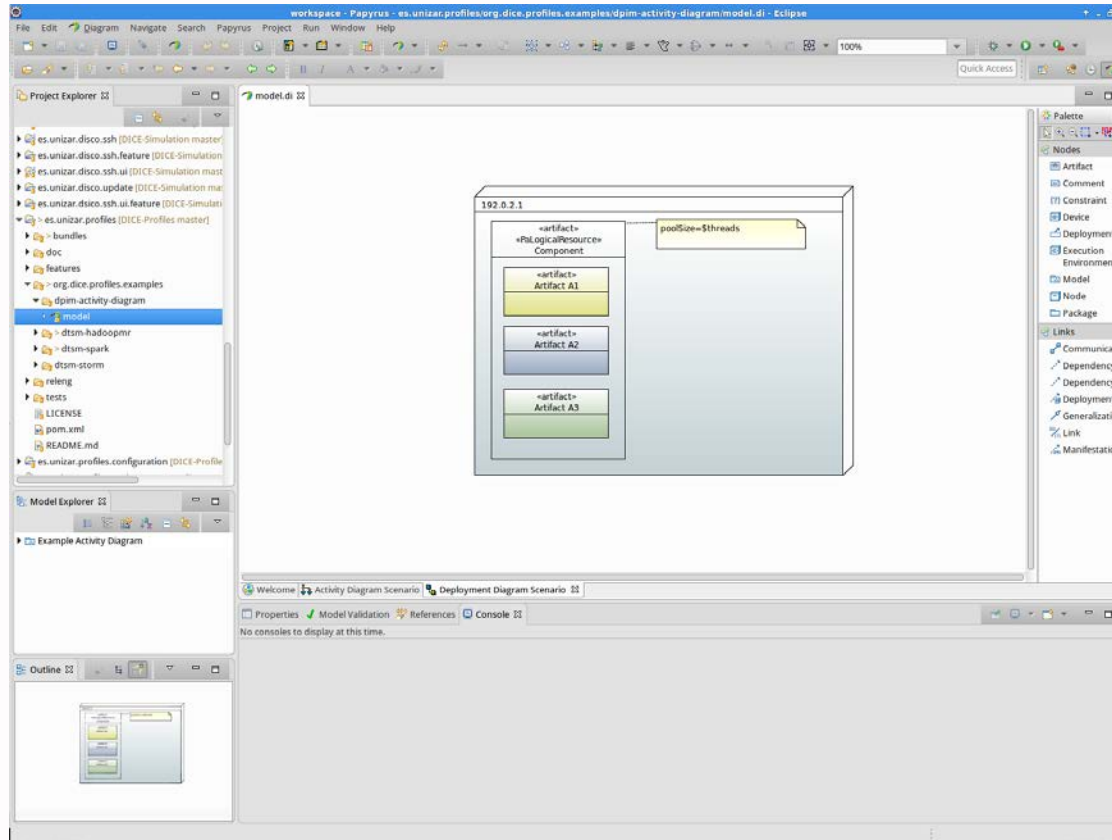 workspace - Papyrus - es.unizar.profiles/org.dice.profiles.examples/dpim-activity-diagram/model.di - Eclipse
File Edit Diagram Navigate Search Papyrus Project Run Window Help
100%
Quick Access
Project Explorer
es.unizar.disco.ssh [DICE-Simulation master]
es.unizar.disco.ssh.feature [DICE-Simulation
es.unizar.disco.ssh.ui [DICE-Simulation mast
es.unizar.disco.update [DICE-Simulation mas
es.unizar.disco.ssh.ui.feature [DICE-Simulati
> es.unizar.profiles [DICE-Profiles master]
> bundles
doc
features
> org.dice.profiles.examples
dpim-activity-diagram
model
> dtsm-hadoopmr
> dtsm-spark
dtsm-storm
releng
tests
LICENSE
pom.xml
README.md
es.unizar.profiles.configuration [DICE-Profile
Model Explorer
Example Activity Diagram
Outline
model.di
192.0.2.1
«artifact»
«PaLogicalResource»
Component
poolSize=$threads
«artifact»
Artifact A1
«artifact»
Artifact A2
«artifact»
Artifact A3
Welcome Activity Diagram Scenario Deployment Diagram Scenario
Properties Model Validation References Console
No consoles to display at this time.
Palette
Nodes
Artifact
Comment
Constraint
Device
Deploymen
Execution
Environmen
Model
Node
Package
Links
Communica
Dependency
Dependency
Deploymen
Generalizati
Link
Manifestatio